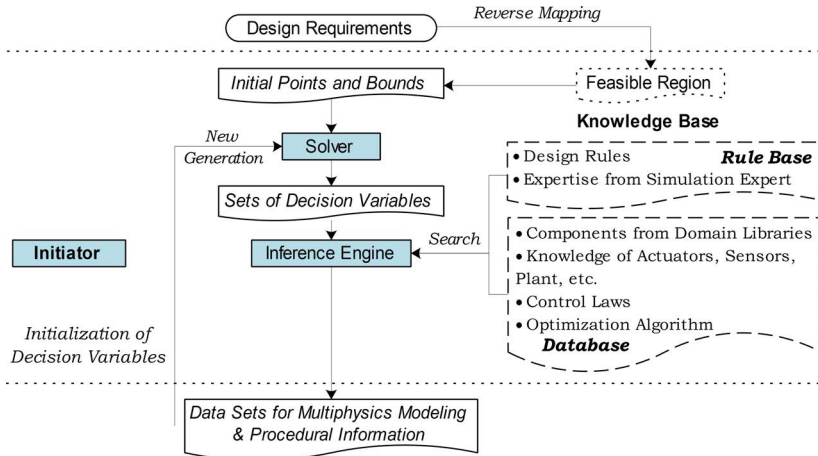 Design Requirements
Reverse Mapping
Initial Points and Bounds
Feasible Region
Knowledge Base
New
Generation
Solver
• Design Rules
Rule Base
• Expertise from Simulation Expert
Sets of Decision Variables
Search
Initiator
Inference Engine
• Components from Domain Libraries
• Knowledge of Actuators, Sensors,
Plant, etc.
• Control Laws
• Optimization Algorithm
Database
Initialization of
Decision Variables
Data Sets for Multiphysics Modeling
& Procedural Information